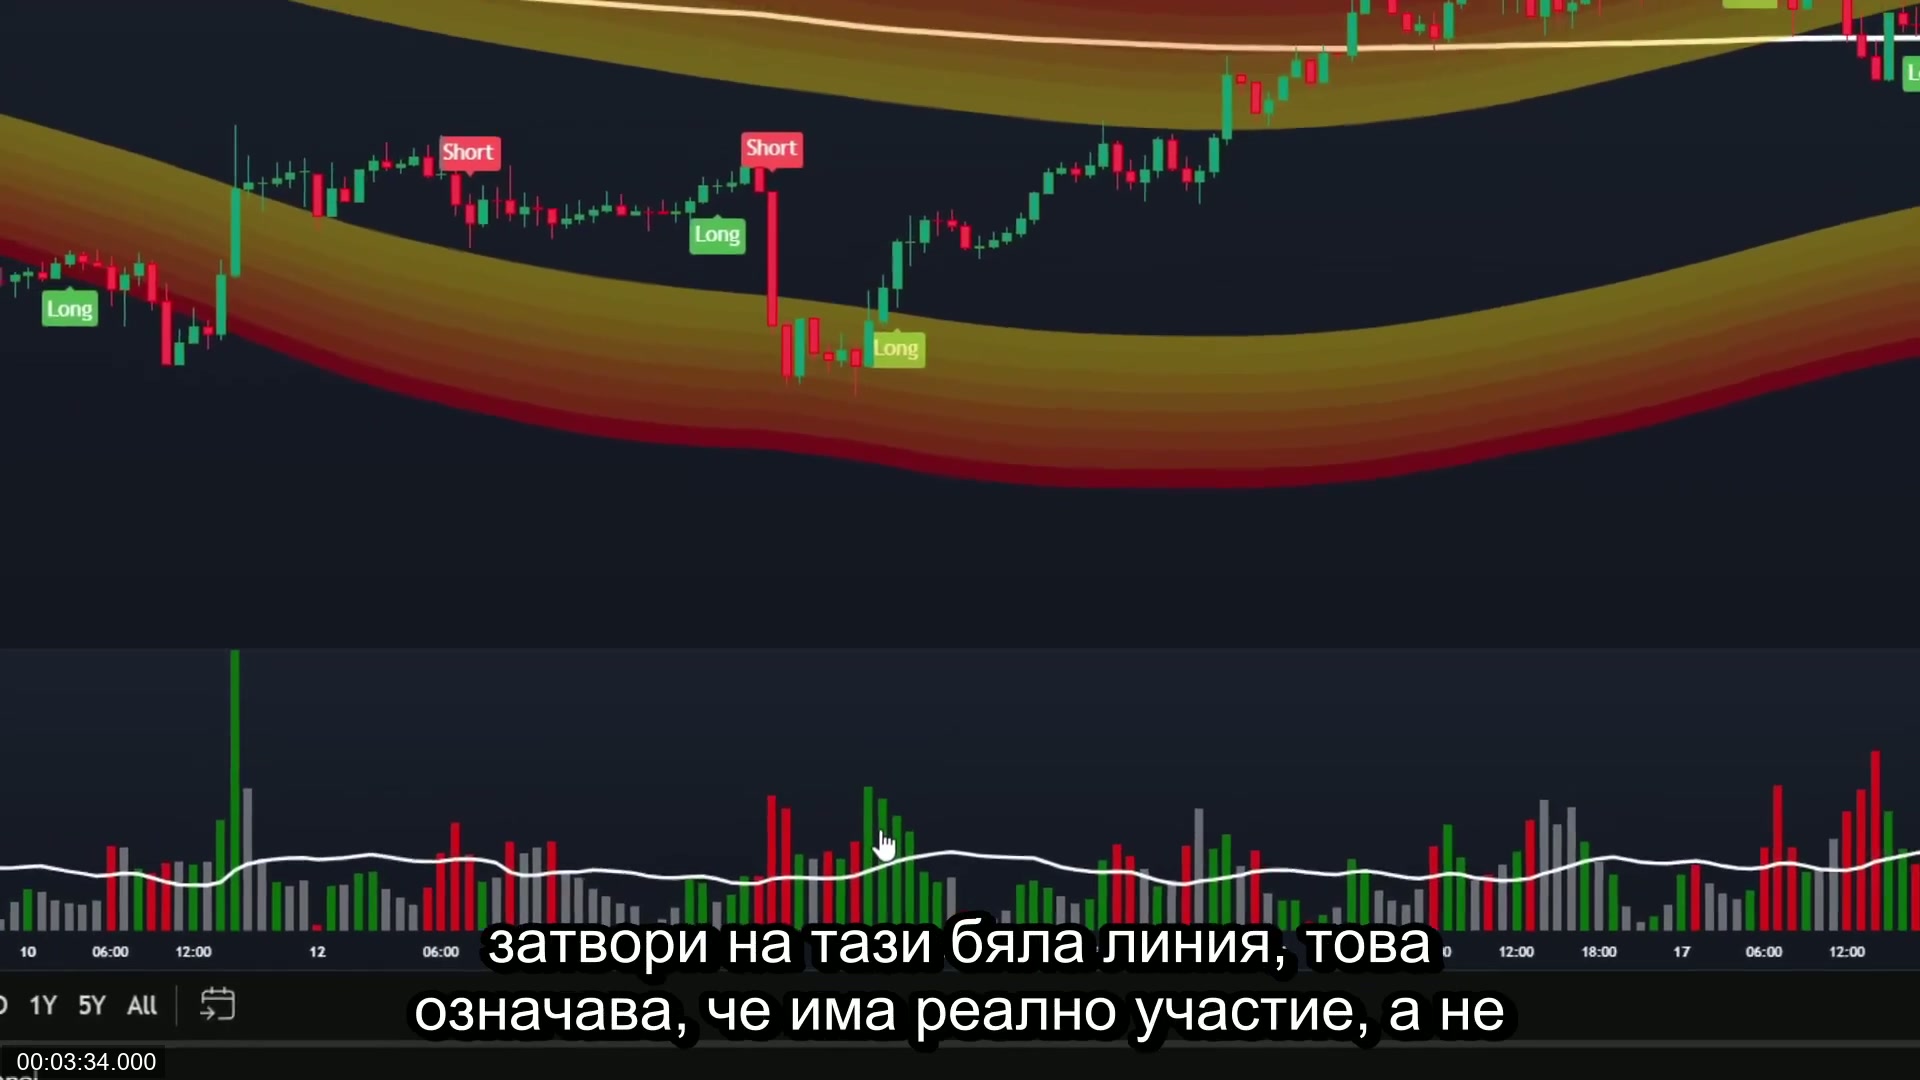 Short
Short
Long
Long
Long
10 06:00 12:00 12 06:00 12:00 18:00 17 06:00 12:00
затвори на тази бяла линия, това
означава, че има реално участие, а не
1Y 5Y All
00:03:34.000